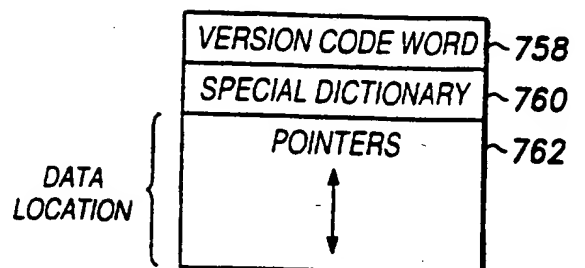 VERSION CODE WORD ~758
SPECIAL DICTIONARY ~760
POINTERS ~762
DATA
LOCATION